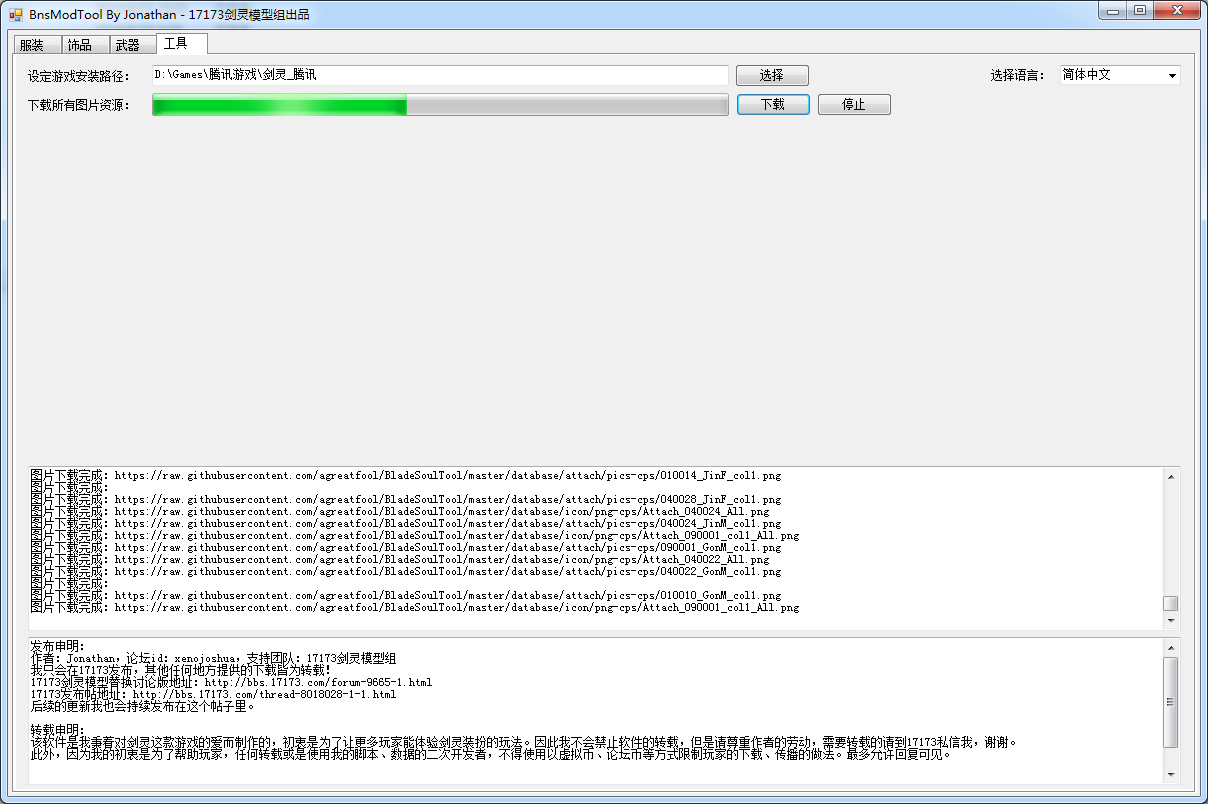 BnsModTool By Jonathan - 17173剑灵模型组出品
服装 饰品 武器 工具
设定游戏安装路径： D:\Games\腾讯游戏\剑灵_腾讯 选择 选择语言： 简体中文
下载所有图片资源： 下载 停止
图片下载完成：https://raw.githubusercontent.com/agreatfool/BladeSoulTool/master/database/attach/pics-cps/010014_JinF_col1.png
图片下载完成：
图片下载完成：https://raw.githubusercontent.com/agreatfool/BladeSoulTool/master/database/attach/pics-cps/040028_JinF_col1.png
图片下载完成：https://raw.githubusercontent.com/agreatfool/BladeSoulTool/master/database/icon/png-cps/Attach_040024_All.png
图片下载完成：https://raw.githubusercontent.com/agreatfool/BladeSoulTool/master/database/attach/pics-cps/040024_JinM_col1.png
图片下载完成：https://raw.githubusercontent.com/agreatfool/BladeSoulTool/master/database/icon/png-cps/Attach_090001_col1_All.png
图片下载完成：https://raw.githubusercontent.com/agreatfool/BladeSoulTool/master/database/attach/pics-cps/090001_GonM_col1.png
图片下载完成：https://raw.githubusercontent.com/agreatfool/BladeSoulTool/master/database/icon/png-cps/Attach_040022_All.png
图片下载完成：https://raw.githubusercontent.com/agreatfool/BladeSoulTool/master/database/attach/pics-cps/040022_GonM_col1.png
图片下载完成：
图片下载完成：https://raw.githubusercontent.com/agreatfool/BladeSoulTool/master/database/attach/pics-cps/010010_GonM_col1.png
图片下载完成：https://raw.githubusercontent.com/agreatfool/BladeSoulTool/master/database/icon/png-cps/Attach_090001_col1_All.png
发布申明：
作者：Jonathan，论坛id：xenojoshua，支持团队：17173剑灵模型组
我只会在17173发布，其他任何地方提供的下载皆为转载！
17173剑灵模型替换讨论版地址：http://bbs.17173.com/forum-9665-1.html
17173发布帖地址：http://bbs.17173.com/thread-8018028-1-1.html
后续的更新我也会持续发布在这个帖子里。
转载申明：
该软件是我秉着对剑灵这款游戏的爱而制作的，初衷是为了让更多玩家能体验剑灵装扮的玩法。因此我不会禁止软件的转载，但是请尊重作者的劳动，需要转载的请到17173私信我，谢谢。
此外，因为我的初衷是为了帮助玩家，任何转载或是使用我的脚本、数据的二次开发者，不得使用以虚拟币、论坛币等方式限制玩家的下载、传播的做法。最多允许回复可见。